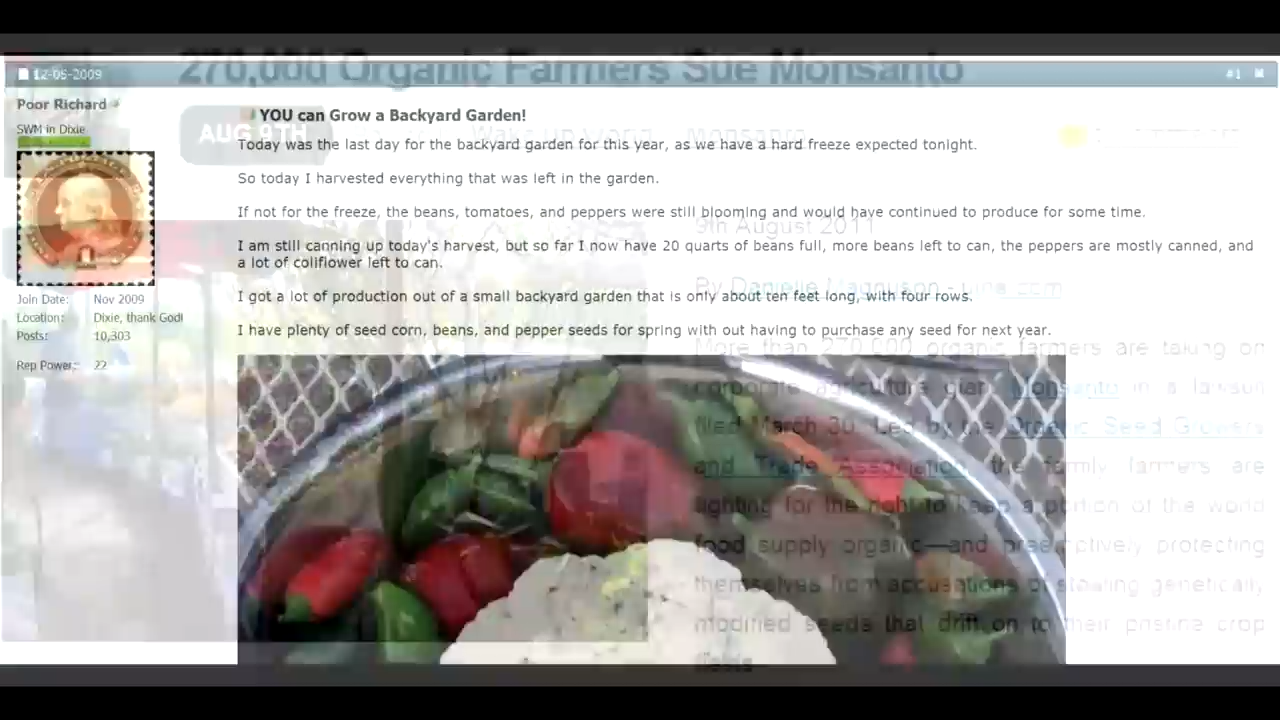 270,000 Organic Farmers Sue Monsanto
12-05-2009
#1
Poor Richard
SWM in Dixie
Join Date: Nov 2009
Location: Dixie, thank God!
Posts: 10,303
Rep Power: 22
YOU can Grow a Backyard Garden!
Today was the last day for the backyard garden for this year, as we have a hard freeze expected tonight.
So today I harvested everything that was left in the garden.
If not for the freeze, the beans, tomatoes, and peppers were still blooming and would have continued to produce for some time.
I am still canning up today's harvest, but so far I now have 20 quarts of beans full, more beans left to can, the peppers are mostly canned, and
a lot of coliflower left to can.
I got a lot of production out of a small backyard garden that is only about ten feet long, with four rows.
I have plenty of seed corn, beans, and pepper seeds for spring with out having to purchase any seed for next year.
AUG 9TH
Wake up World Monsanto
9th August 2011
By Danielle Magnuson -
More than 270,000 organic farmers are taking on
corporate agriculture giant Monsanto in a lawsuit
filed March 30. Led by the Organic Seed Growers
and Trade Association, the family farmers are
fighting for the right to keep a portion of the world
food supply organic—and preemptively protecting
themselves from accusations of stealing genetically
modified seeds that drift on to their pristine crop
fields.